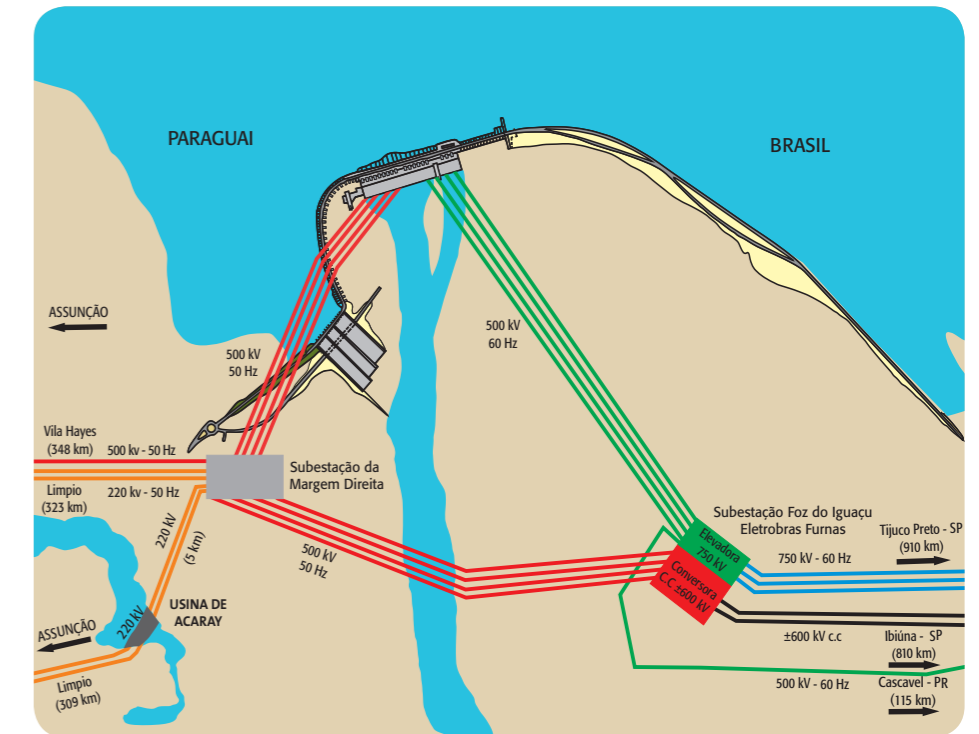 PARAGUAI
BRASIL
ASSUNÇÃO
500 kV
60 Hz
500 kV
50 Hz
Vila Hayes
(348 km)
500 kv - 50 Hz
Limpio
(323 km)
220 kv - 50 Hz
Subestação da
Margem Direita
220 kV
(5 km)
500 kV
50 Hz
Subestação Foz do Iguaçu
Eletrobras Furnas
Elevadora
750 kV
Conversora
C.C ±600 kV
Tijuco Preto - SP
(910 km)
750 kV - 60 Hz
USINA DE
ACARAY
220 kV
ASSUNÇÃO
Limpio
(309 km)
±600 kV c.c
Ibiúna - SP
(810 km)
500 kV - 60 Hz
Cascavel - PR
(115 km)